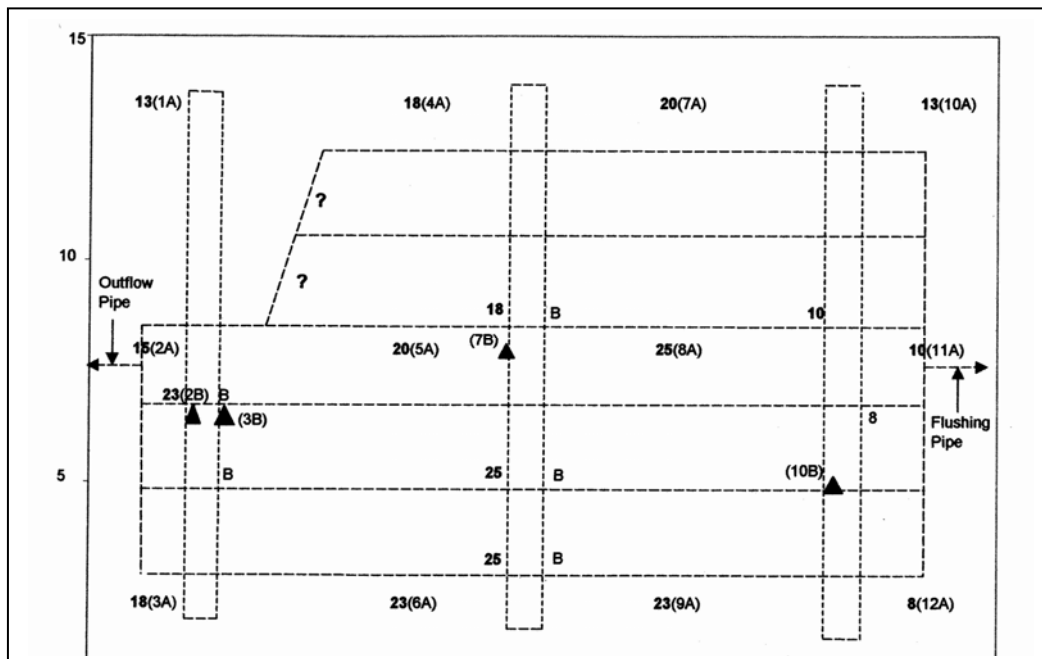 15
13(1A) 18(4A) 20(7A) 13(10A)
?
10
Outflow
Pipe
?
18 B 10
15(2A) 20(5A) (7B) 25(8A) 10(11A)
23(2B) B
(3B) 8
Flushing
Pipe
5 B 25 B (10B)
25 B
18(3A) 23(6A) 23(9A) 8(12A)